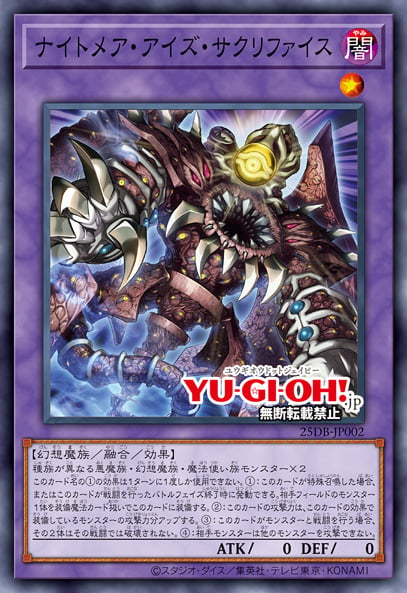 ナイトメア・アイズ・サクリファイス
闇
やみ
ユウギオウドットジェイピー
YU-GI-OH!.jp
無断転載禁止
25DB-JP002
【幻想魔族/融合/効果】
種族が異なる悪魔族・幻想魔族・魔法使い族モンスター×2
このカード名の①の効果は1ターンに1度しか使用できない。①:このカードが特殊召喚した場合、
またはこのカードが戦闘を行ったバトルフェイズ終了時に発動できる。相手フィールドのモンスター
1体を装備魔法カード扱いでこのカードに装備する。②:このカードの攻撃力は、このカードの効果で
装備しているモンスターの攻撃力分アップする。③:このカードがモンスターと戦闘を行う場合、
その2体はその戦闘では破壊されない。④:相手モンスターは他のモンスターを攻撃できない。
ATK/ 0 DEF/ 0
©スタジオ・ダイス/集英社・テレビ東京・KONAMI